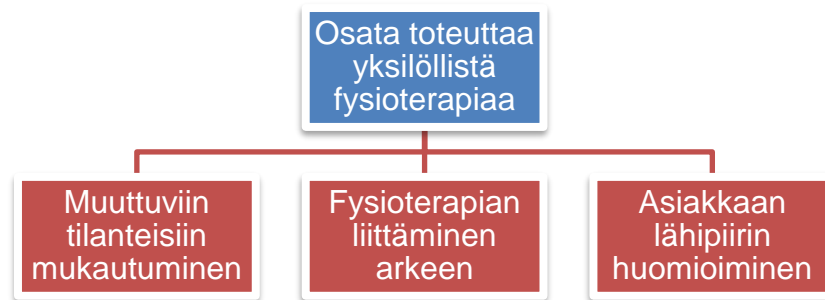 Osata toteuttaa
yksilöllistä
fysioterapiaa
Muuttuviin
tilanteisiin
mukautuminen
Fysioterapian
liittäminen
arkeen
Asiakkaan
lähipiirin
huomioiminen